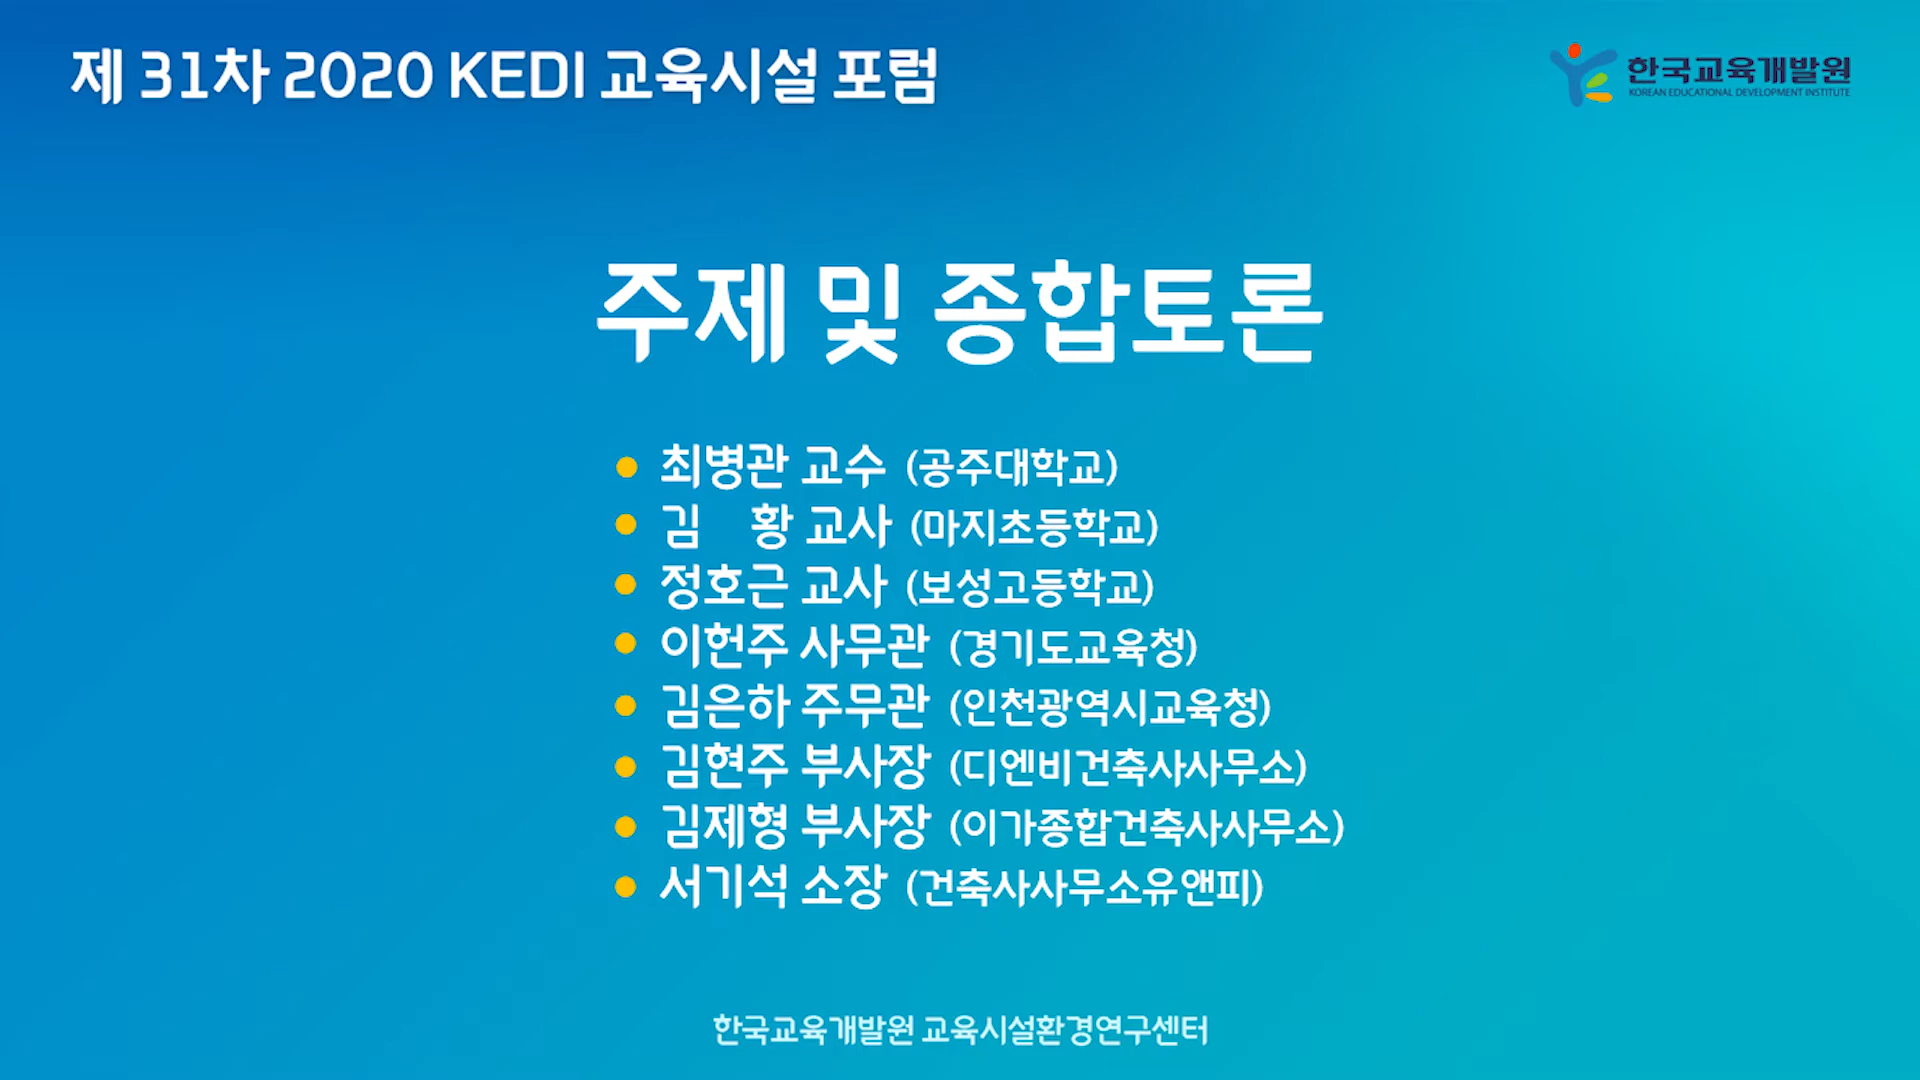 제 31차 2020 KEDI 교육시설 포럼
한국교육개발원
KOREAN EDUCATIONAL DEVELOPMENT INSTITUTE
주제 및 종합토론
최병관 교수 (공주대학교)
김 황 교사 (마지초등학교)
정호근 교사 (보성고등학교)
이헌주 사무관 (경기도교육청)
김은하 주무관 (인천광역시교육청)
김현주 부사장 (디엔비건축사사무소)
김제형 부사장 (이가종합건축사사무소)
서기석 소장 (건축사사무소유앤피)
한국교육개발원 교육시설환경연구센터